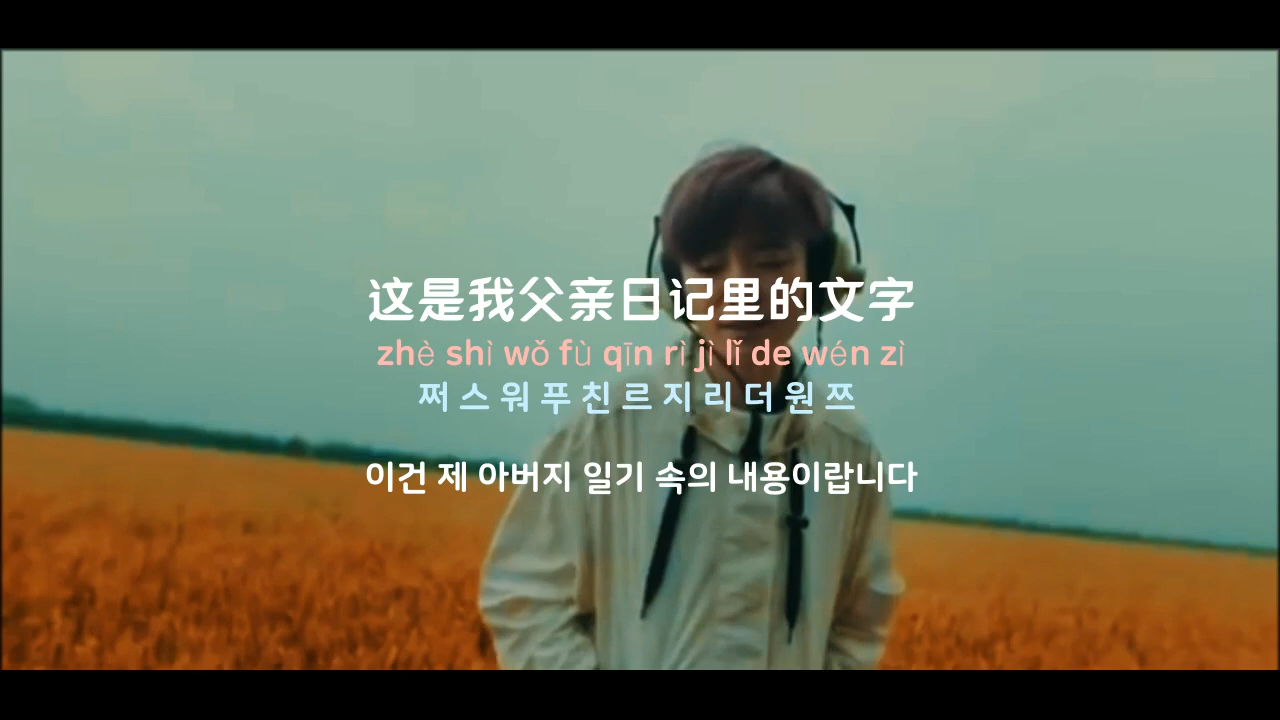 这是我父亲日记里的文字
zhè shì wǒ fù qīn rì jì lǐ de wén zì
쩌 스 워 푸 친 르 지 리 더 원 쯔
이건 제 아버지 일기 속의 내용이랍니다